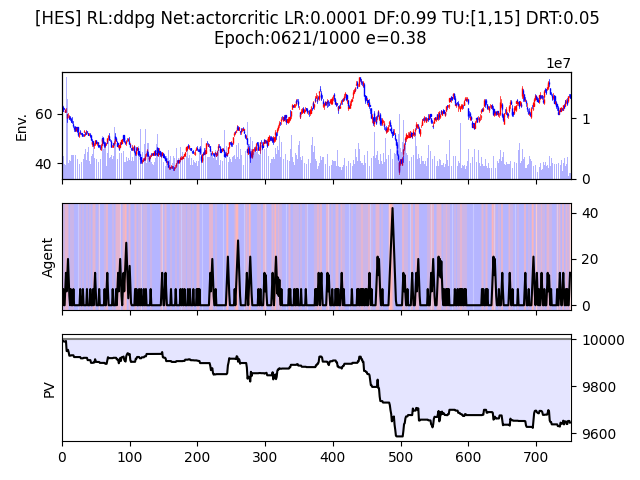 [HES] RL:ddpg Net:actorcritic LR:0.0001 DF:0.99 TU:[1,15] DRT:0.05
Epoch:0621/1000 e=0.38
1e7
Env.
60
40
1
0
Agent
40
20
0
PV
10000
9800
9600
0 100 200 300 400 500 600 700